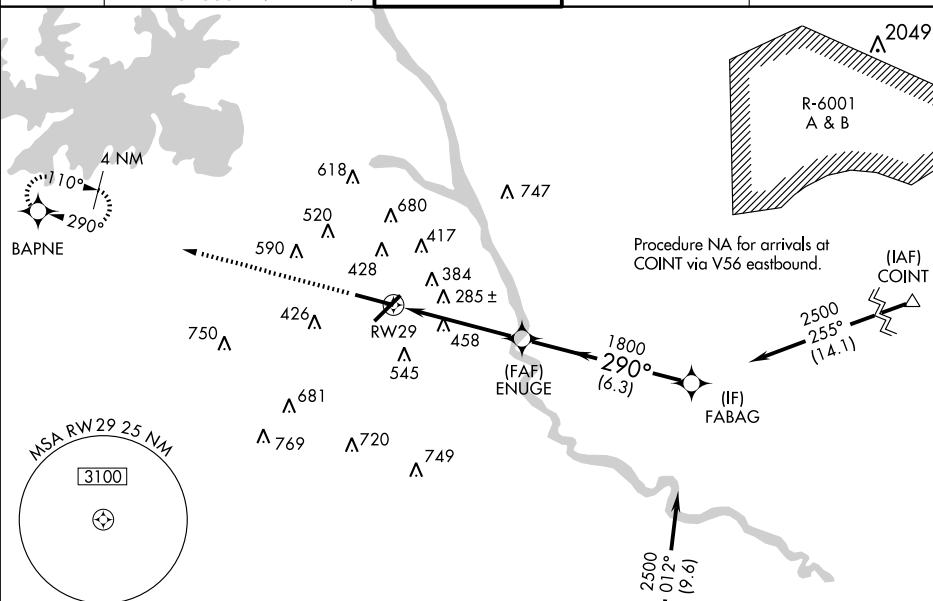 2049
R-6001
A & B
4 NM
110°
290°
BAPNE
618
747
680
520
417
590
428
384
285 ±
Procedure NA for arrivals at
COINT via V56 eastbound.
(IAF)
COINT
2500
255°
(14.1)
426
RW29
458
750
545
(FAF)
ENUGE
1800
290°
(6.3)
(IF)
FABAG
681
769
720
749
MSA RW29 25 NM
3100
2500
012°
(9.6)